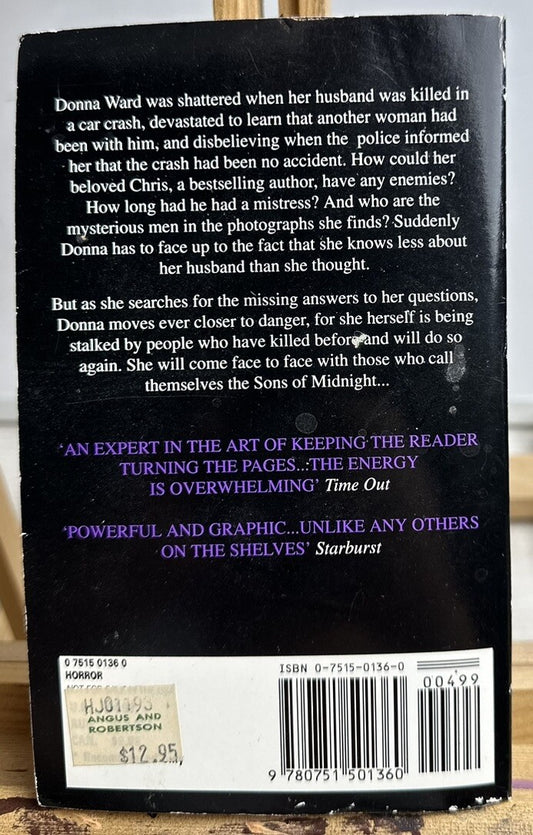 Donna Ward was shattered when her husband was killed in
a car crash, devastated to learn that another woman had
been with him, and disbelieving when the police informed
her that the crash had been no accident. How could her
beloved Chris, a bestselling author, have any enemies?
How long had he had a mistress? And who are the
mysterious men in the photographs she finds? Suddenly
Donna has to face up to the fact that she knows less about
her husband than she thought.
But as she searches for the missing answers to her questions,
Donna moves ever closer to danger, for she herself is being
stalked by people who have killed before and will do so
again. She will come face to face with those who call
themselves the Sons of Midnight...
'AN EXPERT IN THE ART OF KEEPING THE READER
TURNING THE PAGES...THE ENERGY
IS OVERWHELMING' Time Out
'POWERFUL AND GRAPHIC...UNLIKE ANY OTHERS
ON THE SHELVES' Starburst
0 7515 0136 0
HORROR
HJ01193
ANGUS AND
ROBERTSON
$12.95
ISBN 0-7515-0136-0
00499
9 780751 501360